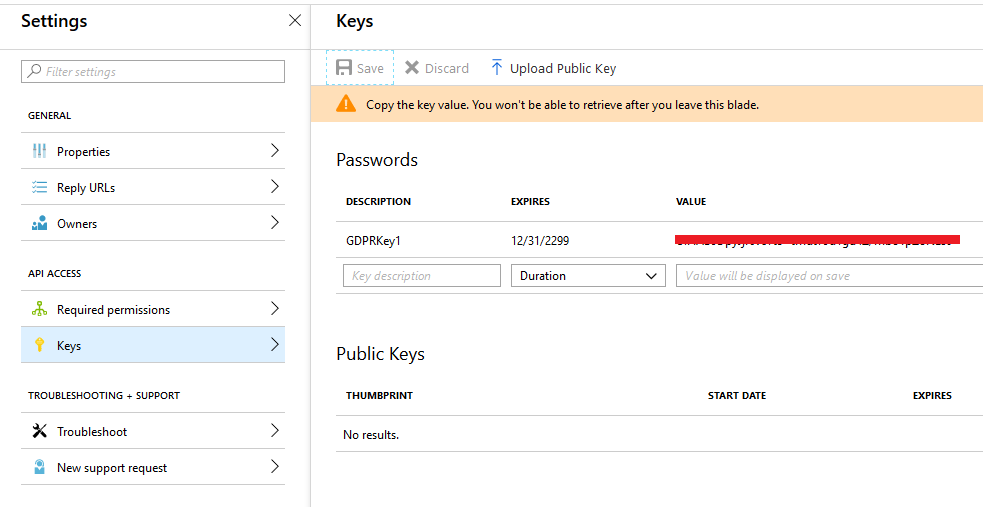 Settings
Filter settings
GENERAL
Properties
Reply URLs
Owners
API ACCESS
Required permissions
Keys
TROUBLESHOOTING + SUPPORT
Troubleshoot
New support request
Keys
Save Discard Upload Public Key
Copy the key value. You won't be able to retrieve after you leave this blade.
Passwords
DESCRIPTION EXPIRES VALUE
GDPRKey1 12/31/2299
Key description Duration Value will be displayed on save
Public Keys
THUMBPRINT START DATE EXPIRES
No results.